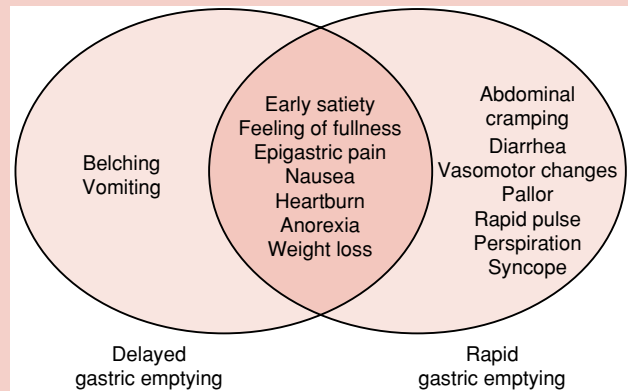 Belching
Vomiting
Early satiety
Feeling of fullness
Epigastric pain
Nausea
Heartburn
Anorexia
Weight loss
Abdominal
cramping
Diarrhea
Vasomotor changes
Pallor
Rapid pulse
Perspiration
Syncope
Delayed
gastric emptying
Rapid
gastric emptying